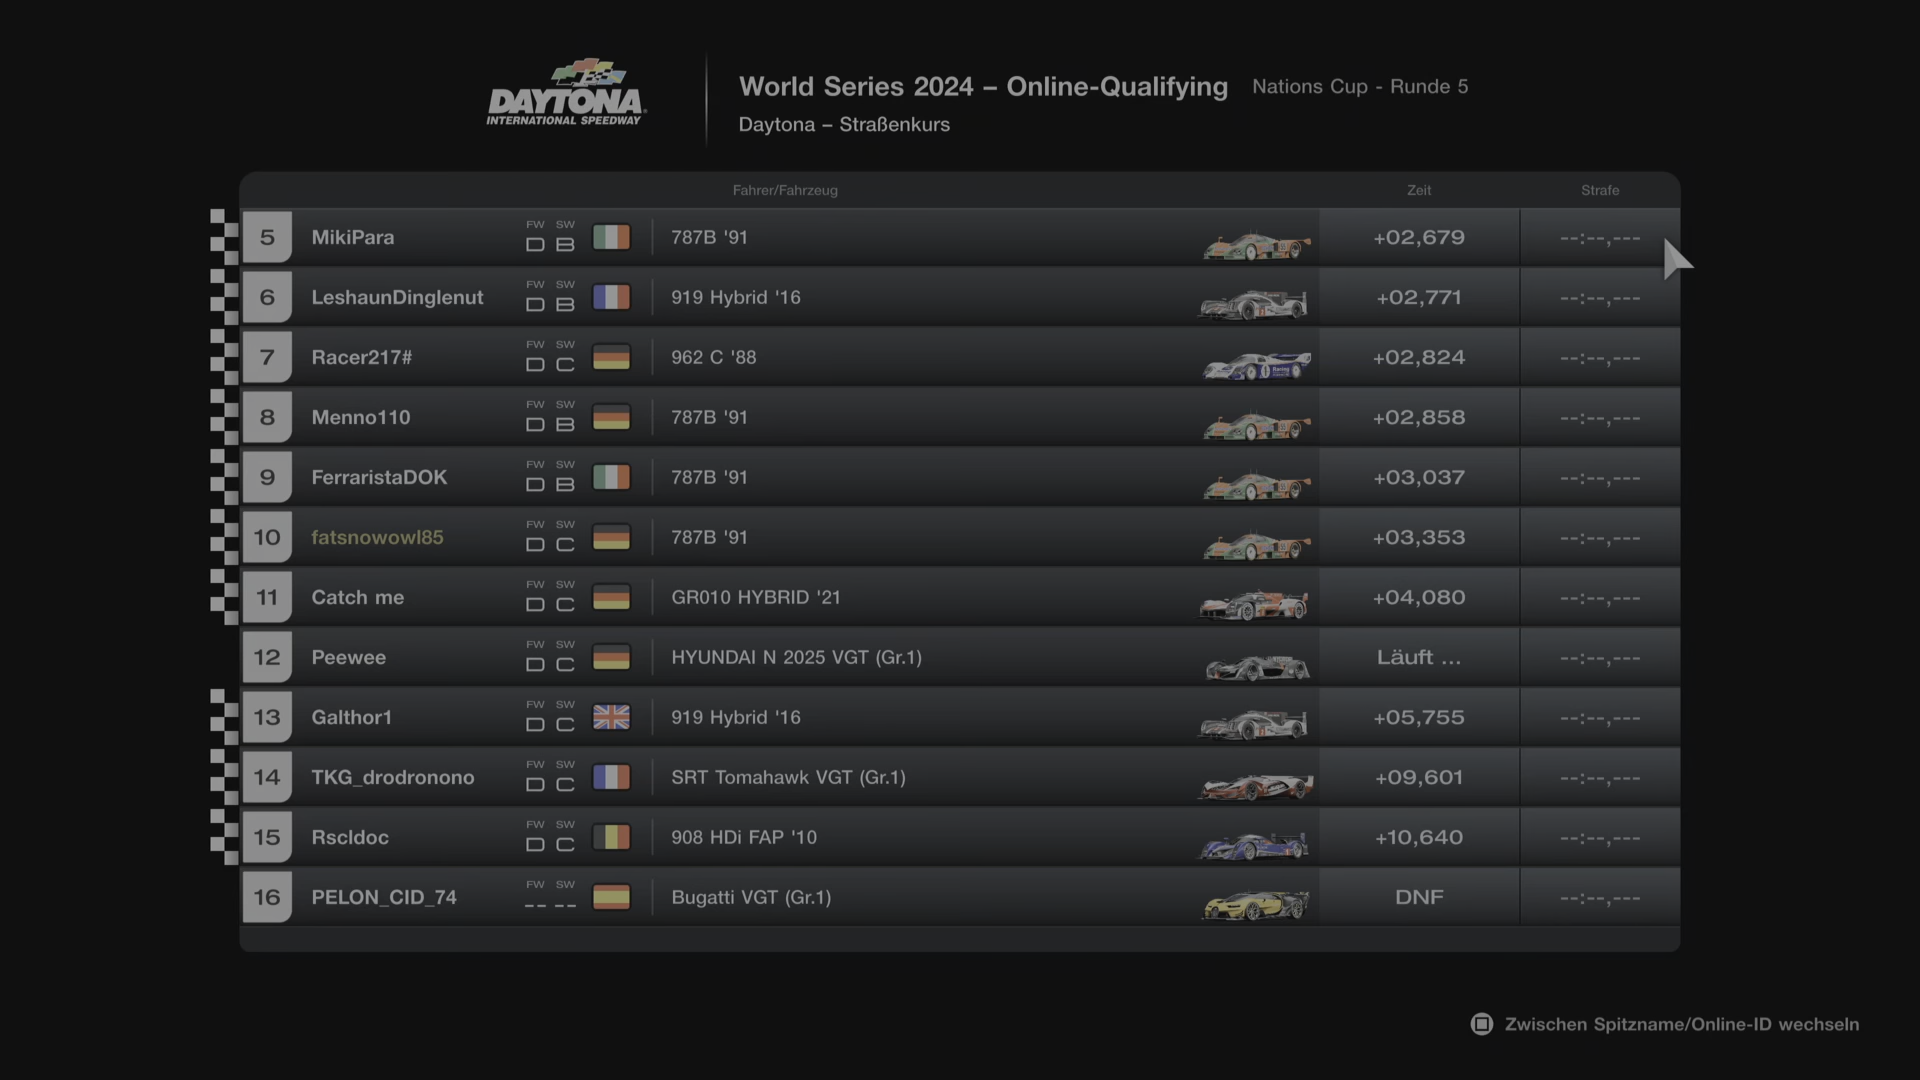 DAYTONA
INTERNATIONAL SPEEDWAY
World Series 2024 – Online-Qualifying Nations Cup - Runde 5
Daytona – Straßenkurs
Fahrer/Fahrzeug Zeit Strafe
5 MikiPara FW D SW B 787B '91 +02,679 --:--,---
6 LeshaunDinglenut FW D SW B 919 Hybrid '16 +02,771 --:--,---
7 Racer217# FW D SW C 962 C '88 +02,824 --:--,---
8 Menno110 FW D SW B 787B '91 +02,858 --:--,---
9 FerraristaDOK FW D SW B 787B '91 +03,037 --:--,---
10 fatsnowowl85 FW D SW C 787B '91 +03,353 --:--,---
11 Catch me FW D SW C GR010 HYBRID '21 +04,080 --:--,---
12 Peewee FW D SW C HYUNDAI N 2025 VGT (Gr.1) Läuft ... --:--,---
13 Galthor1 FW D SW C 919 Hybrid '16 +05,755 --:--,---
14 TKG_drodronono FW D SW C SRT Tomahawk VGT (Gr.1) +09,601 --:--,---
15 Rscldoc FW D SW C 908 HDi FAP '10 +10,640 --:--,---
16 PELON_CID_74 FW -- SW -- Bugatti VGT (Gr.1) DNF --:--,---
Zwischen Spitzname/Online-ID wechseln